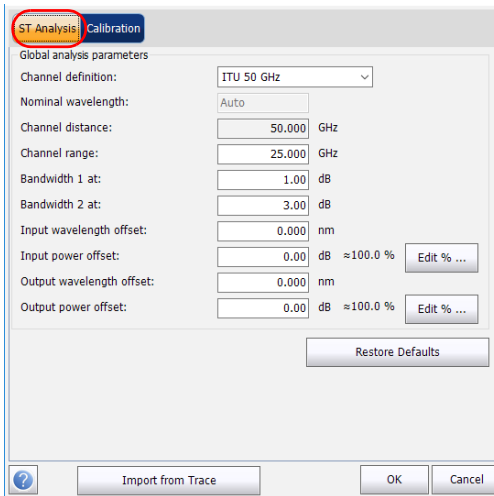 ST Analysis Calibration
Global analysis parameters
Channel definition: ITU 50 GHz
Nominal wavelength: Auto
Channel distance: 50.000 GHz
Channel range: 25.000 GHz
Bandwidth 1 at: 1.00 dB
Bandwidth 2 at: 3.00 dB
Input wavelength offset: 0.000 nm
Input power offset: 0.00 dB ≈100.0 % Edit % ...
Output wavelength offset: 0.000 nm
Output power offset: 0.00 dB ≈100.0 % Edit % ...
Restore Defaults
? Import from Trace OK Cancel